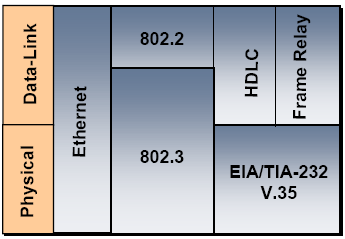 Data-Link
Physical
Ethernet
802.2
802.3
HDLC
Frame Relay
EIA/TIA-232
V.35